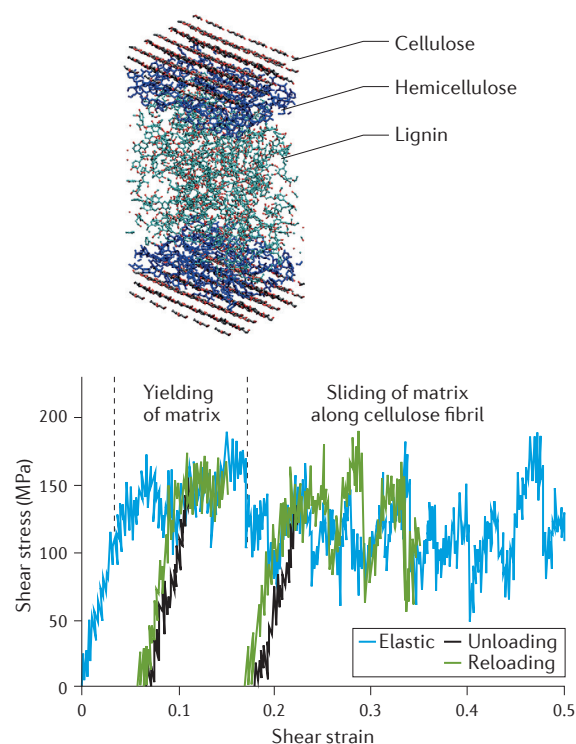 Cellulose
Hemicellulose
Lignin
Yielding
of matrix
Sliding of matrix
along cellulose fibril
200
150
100
50
0
Shear stress (MPa)
Elastic
Unloading
Reloading
0
0.1
0.2
0.3
0.4
0.5
Shear strain